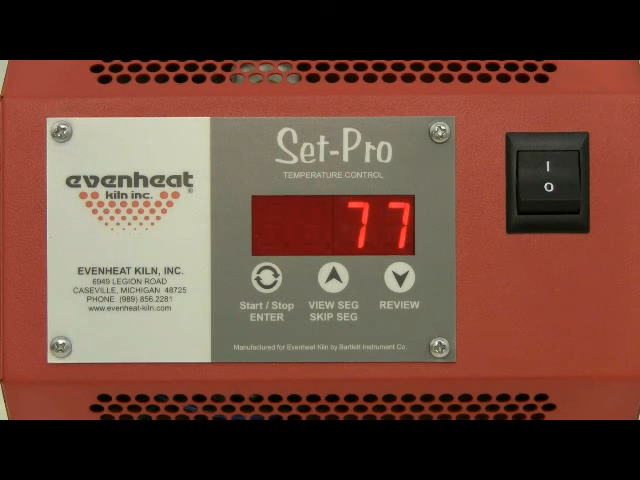 evenheat
®
kiln inc.
EVENHEAT KILN, INC.
6949 LEGION ROAD
CASEVILLE, MICHIGAN 48725
PHONE: (989) 856.2281
www.evenheat-kiln.com
Set-Pro
TEMPERATURE CONTROL
77
Start / Stop
ENTER
VIEW SEG
SKIP SEG
REVIEW
Manufactured for Evenheat Kiln by Bartlett Instrument Co.
I
O